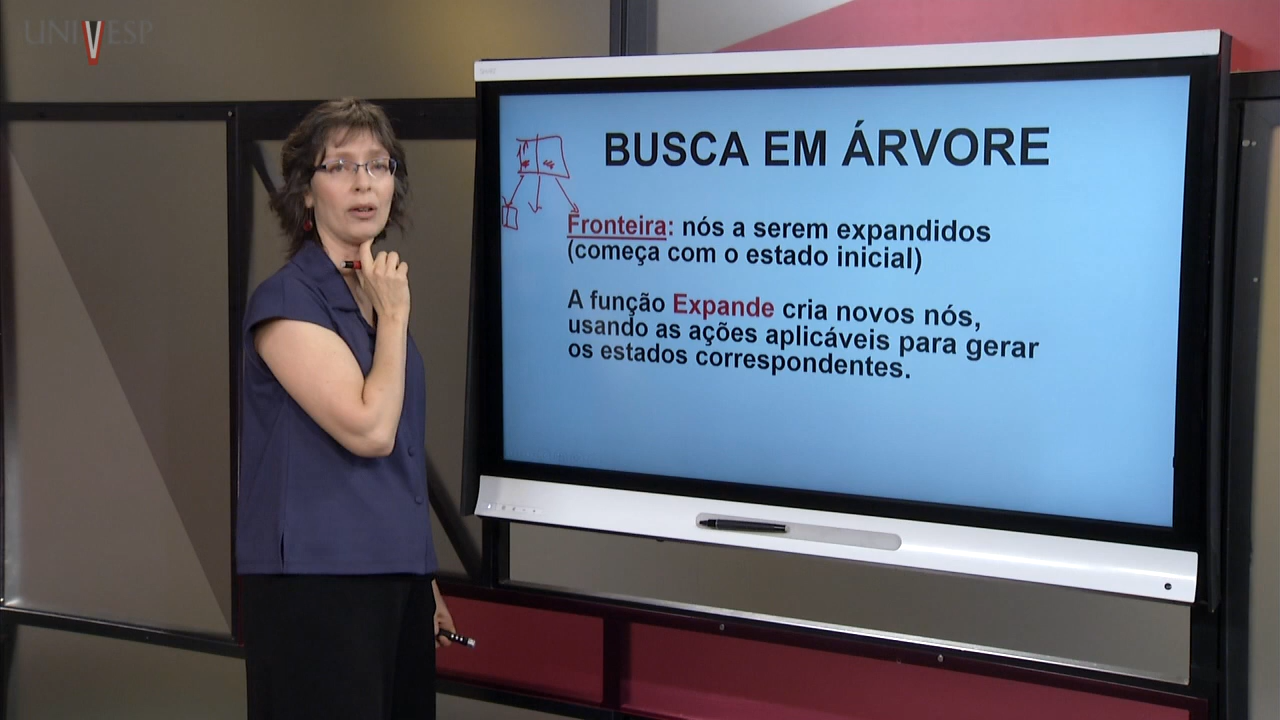 UNIVESP
BUSCA EM ÁRVORE
Fronteira: nós a serem expandidos
(começa com o estado inicial)
A função Expande cria novos nós,
usando as ações aplicáveis para gerar
os estados correspondentes.